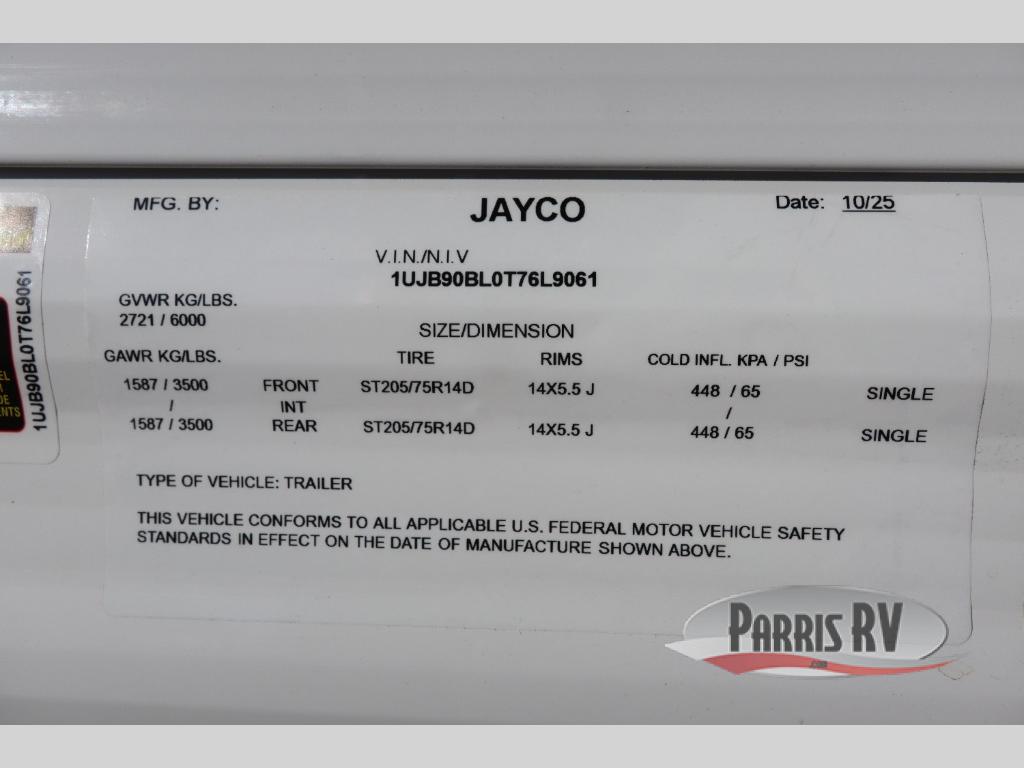 MFG. BY: JAYCO Date: 10/25
V.I.N./N.I.V
1UJB90BL0T76L9061
GVWR KG/LBS.
2721 / 6000
SIZE/DIMENSION
GAWR KG/LBS. TIRE RIMS COLD INFL. KPA / PSI
1587 / 3500 FRONT ST205/75R14D 14X5.5 J 448 / 65 SINGLE
/ INT /
1587 / 3500 REAR ST205/75R14D 14X5.5 J 448 / 65 SINGLE
TYPE OF VEHICLE: TRAILER
THIS VEHICLE CONFORMS TO ALL APPLICABLE U.S. FEDERAL MOTOR VEHICLE SAFETY
STANDARDS IN EFFECT ON THE DATE OF MANUFACTURE SHOWN ABOVE.
1UJB90BL0T76L9061
PARRIS RV
.com